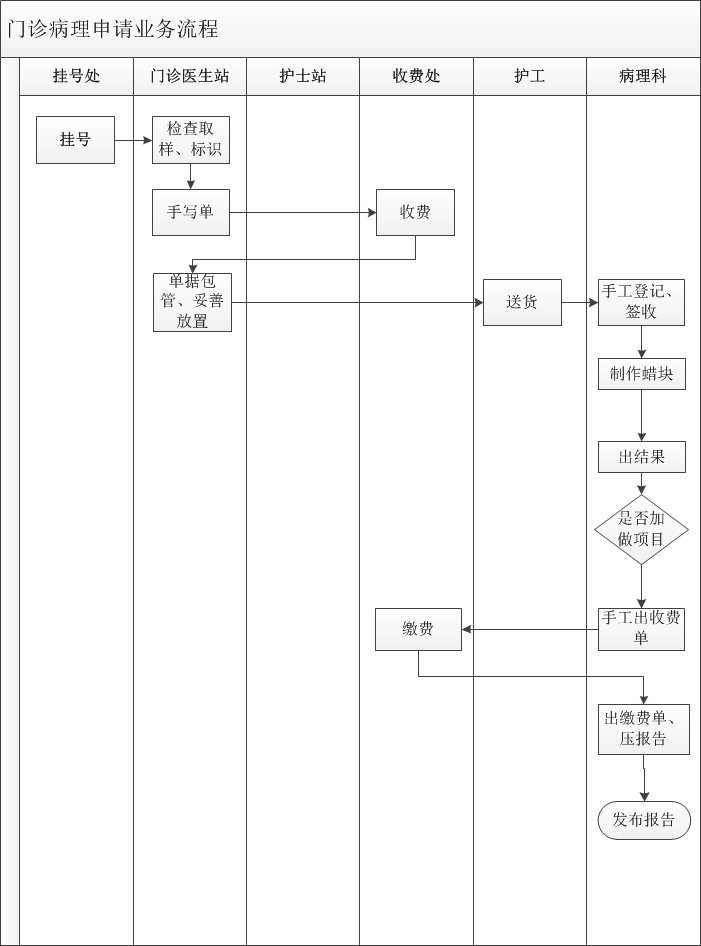 门诊病理申请业务流程
挂号处
门诊医生站
护士站
收费处
护工
病理科
挂号
检查取
样、标识
手写单
收费
单据包
管、妥善
放置
送货
手工登记、
签收
制作蜡块
出结果
是否加
做项目
手工出收费
单
缴费
出缴费单、
压报告
发布报告